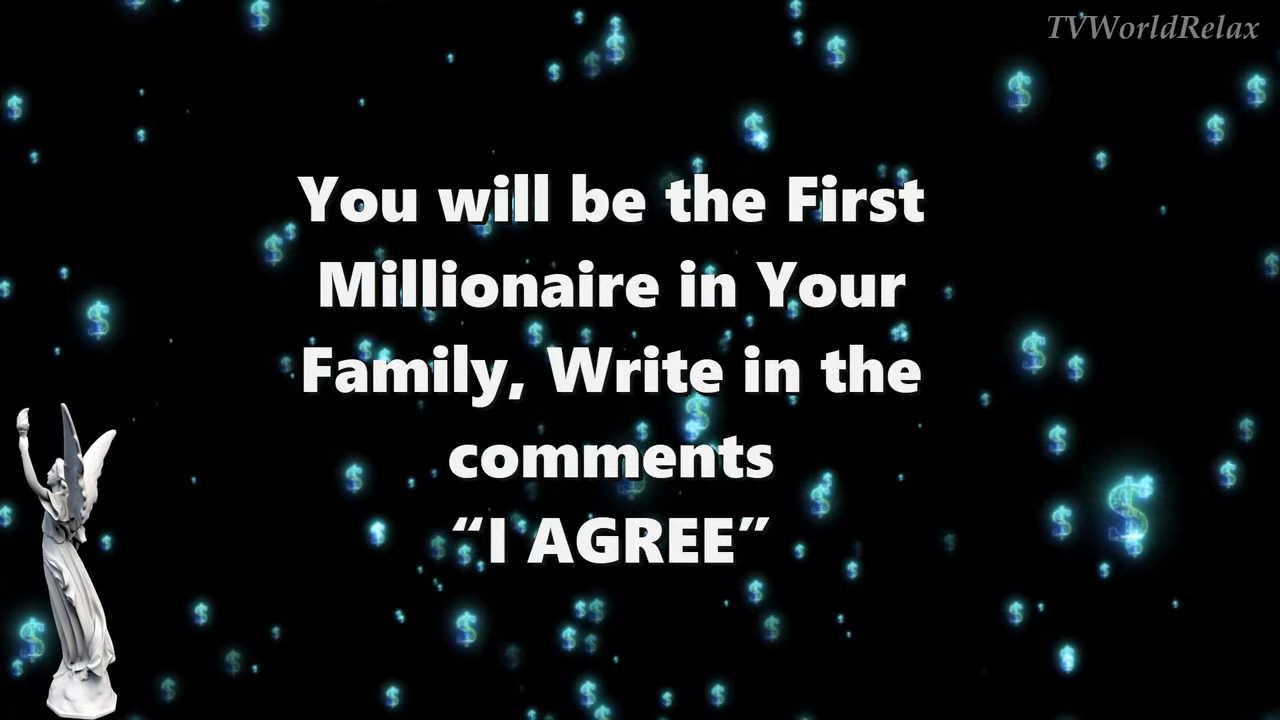 TVWorldRelax
You will be the First
Millionaire in Your
Family, Write in the
comments
“I AGREE”